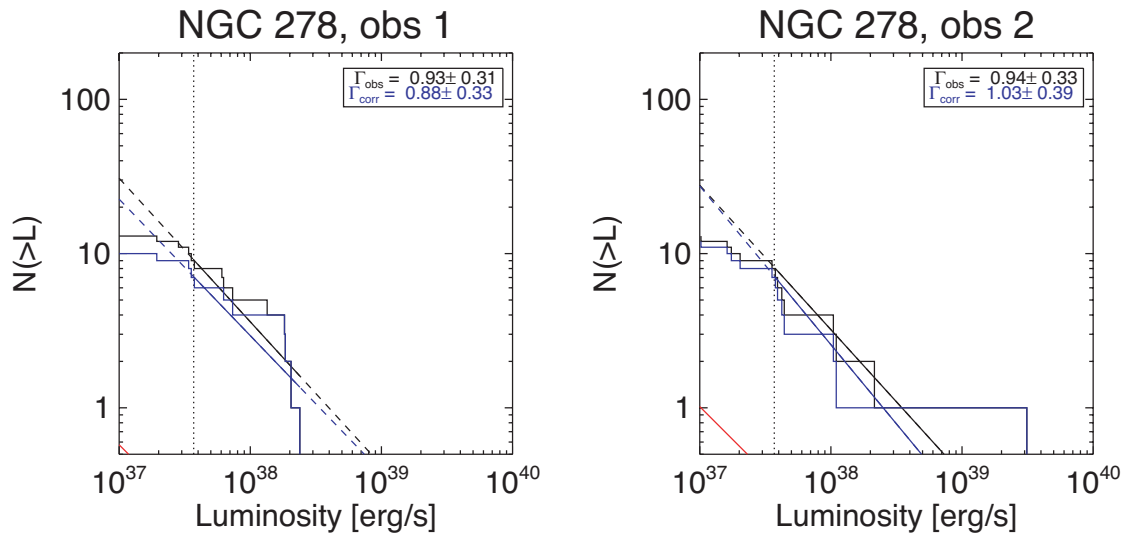 NGC 278, obs 1
Γobs = 0.93± 0.31
Γcorr = 0.88± 0.33
100
10
1
N(>L)
10^37 10^38 10^39 10^40
Luminosity [erg/s]
NGC 278, obs 2
Γobs = 0.94± 0.33
Γcorr = 1.03± 0.39
100
10
1
N(>L)
10^37 10^38 10^39 10^40
Luminosity [erg/s]